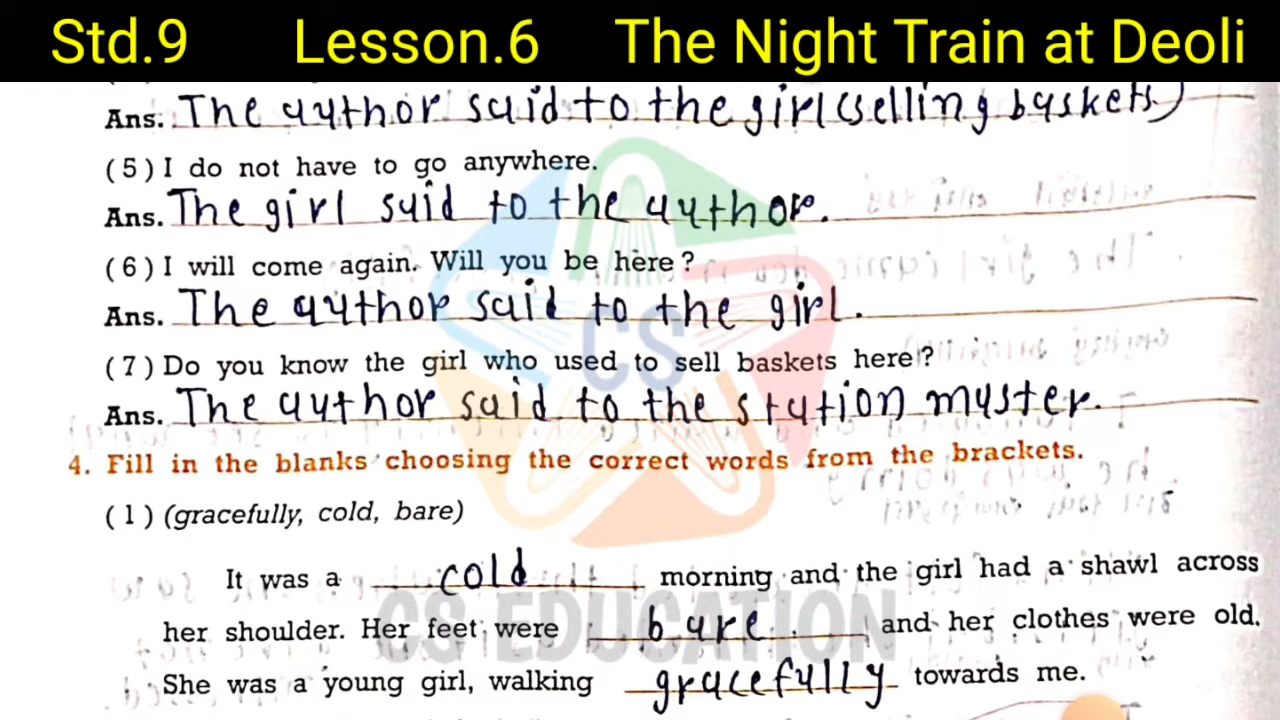 Std.9 Lesson.6 The Night Train at Deoli
Ans. The author said to the girl (selling baskets)
(5) I do not have to go anywhere.
Ans. The girl said to the author.
(6) I will come again. Will you be here?
Ans. The author said to the girl.
(7) Do you know the girl who used to sell baskets here?
Ans. The author said to the station master.
4. Fill in the blanks choosing the correct words from the brackets.
(1) (gracefully, cold, bare)
It was a cold morning and the girl had a shawl across
her shoulder. Her feet were bare and her clothes were old.
She was a young girl, walking gracefully towards me.
CS
CS EDUCATION